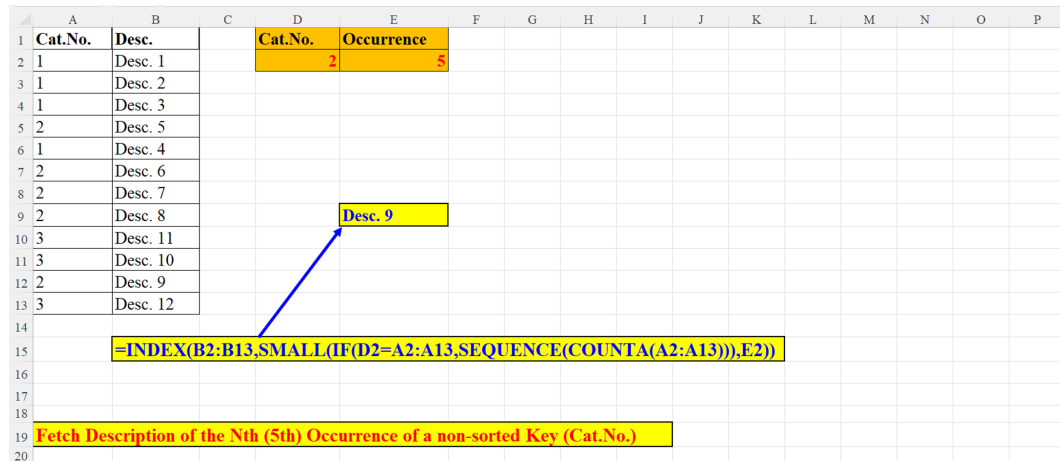 A B C D E F G H I J K L M N O P
1 Cat.No. Desc. Cat.No. Occurrence
2 1 Desc. 1 2 5
3 1 Desc. 2
4 1 Desc. 3
5 2 Desc. 5
6 1 Desc. 4
7 2 Desc. 6
8 2 Desc. 7
9 2 Desc. 8 Desc. 9
10 3 Desc. 11
11 3 Desc. 10
12 2 Desc. 9
13 3 Desc. 12
14
15 =INDEX(B2:B13,SMALL(IF(D2=A2:A13,SEQUENCE(COUNTA(A2:A13))),E2))
16
17
18
19 Fetch Description of the Nth (5th) Occurrence of a non-sorted Key (Cat.No.)
20